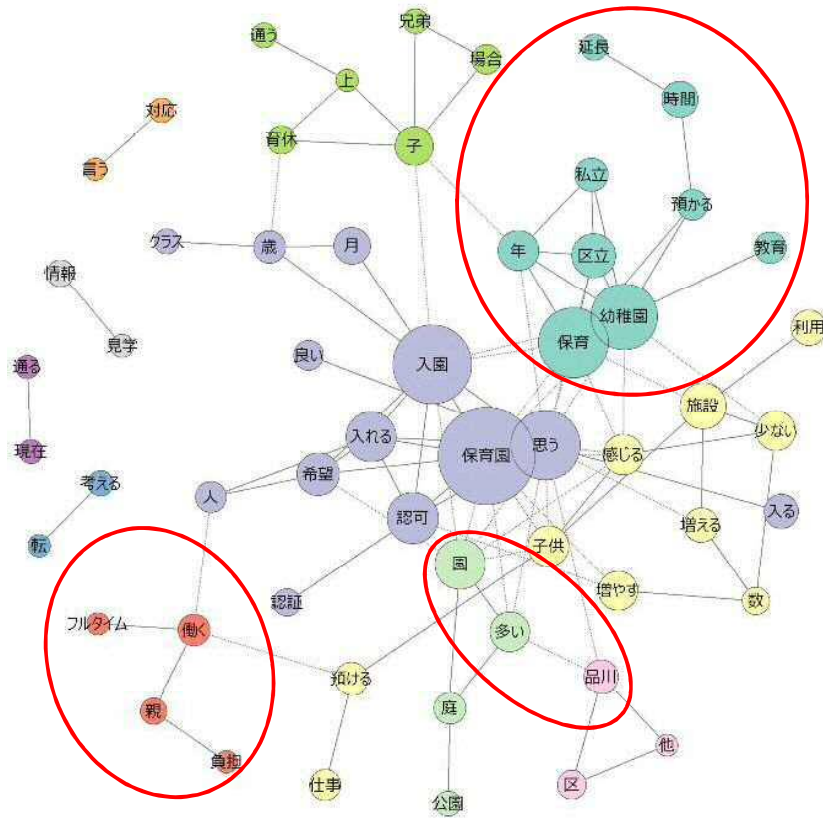 兄弟
通う
延長
場合
上
時間
対応
育休
子
私立
言う
預かる
クラス
歳
月
年
区立
教育
情報
幼稚園
利用
見学
保育
良い
入園
通る
施設
入れる
少ない
現在
希望
保育園
思う
感じる
考える
人
認可
増える
入る
転
子供
園
増やす
認証
数
フルタイム
働く
多い
預ける
品川
親
庭
他
負担
仕事
区
公園